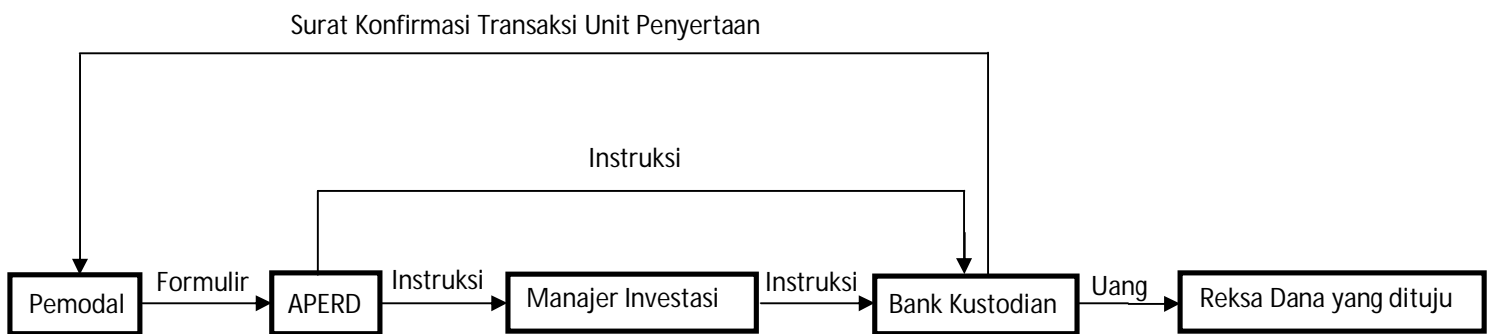 Surat Konfirmasi Transaksi Unit Penyertaan
Instruksi
Formulir
Instruksi
Instruksi
Uang
Pemodal
APERD
Manajer Investasi
Bank Kustodian
Reksa Dana yang dituju